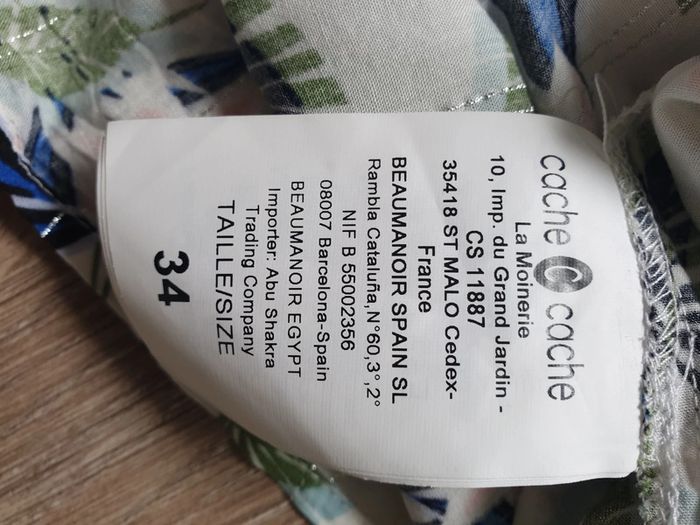 cache C cache
La Moinerie
10, Imp. du Grand Jardin -
CS 11887
35418 ST MALO Cedex-
France
BEAUMANOIR SPAIN SL
Rambla Cataluña,N°60,3°,2°
NIF B 55002356
08007 Barcelona-Spain
BEAUMANOIR EGYPT
Importer: Abu Shakra
Trading Company
TAILLE/SIZE
34